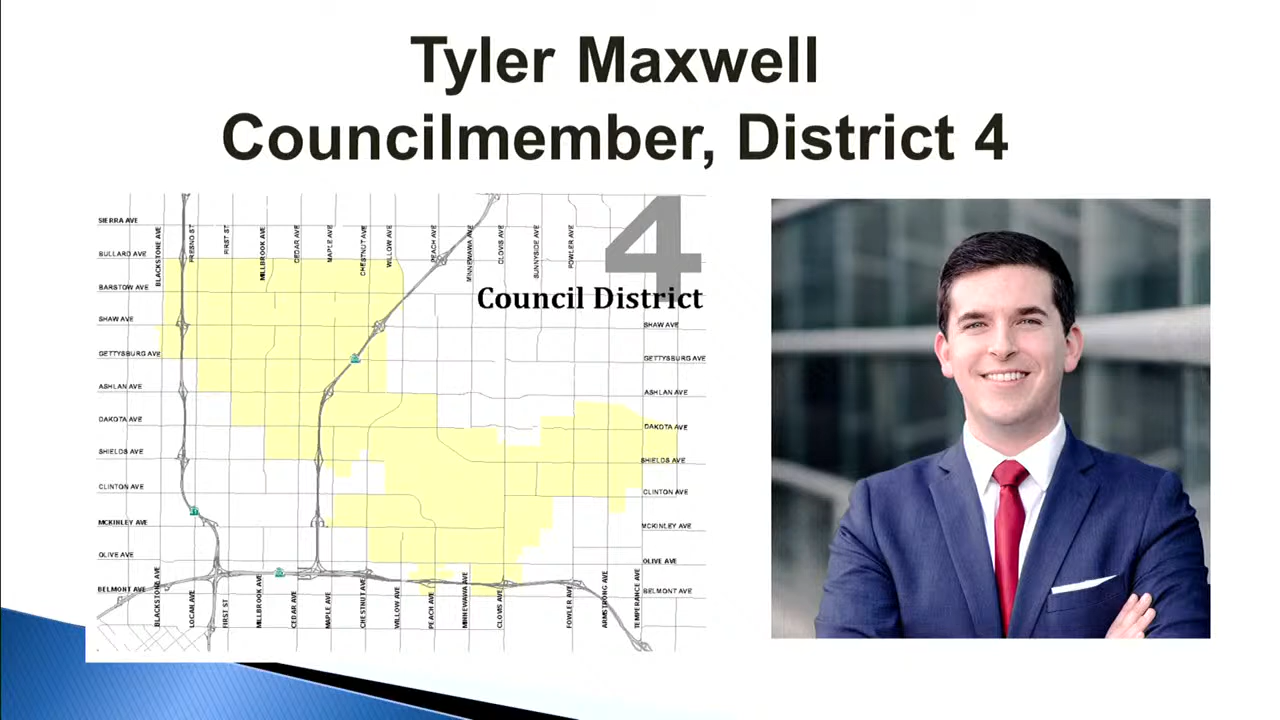 Tyler Maxwell
Councilmember, District 4
4
Council District
SIERRA AVE
BULLARD AVE
BARSTOW AVE
SHAW AVE
GETTYSBURG AVE
ASHLAN AVE
DAKOTA AVE
SHIELDS AVE
CLINTON AVE
MCKINLEY AVE
OLIVE AVE
BELMONT AVE
BLACKSTONE AVE
FRESNO ST
FIRST ST
MILLBROOK AVE
CEDAR AVE
MAPLE AVE
CHESTNUT AVE
WILLOW AVE
PEACH AVE
MINNEWAWA AVE
CLOVIS AVE
SUNNYSIDE AVE
FOWLER AVE
SHAW AVE
GETTYSBURG AVE
ASHLAN AVE
DAKOTA AVE
SHIELDS AVE
CLINTON AVE
MCKINLEY AVE
OLIVE AVE
BELMONT AVE
BLACKSTONE AVE
FIRST ST
MILLBROOK AVE
CEDAR AVE
MAPLE AVE
CHESTNUT AVE
WILLOW AVE
PEACH AVE
MINNEWAWA AVE
CLOVIS AVE
FOWLER AVE
ARMSTRONG AVE
TEMPERANCE AVE